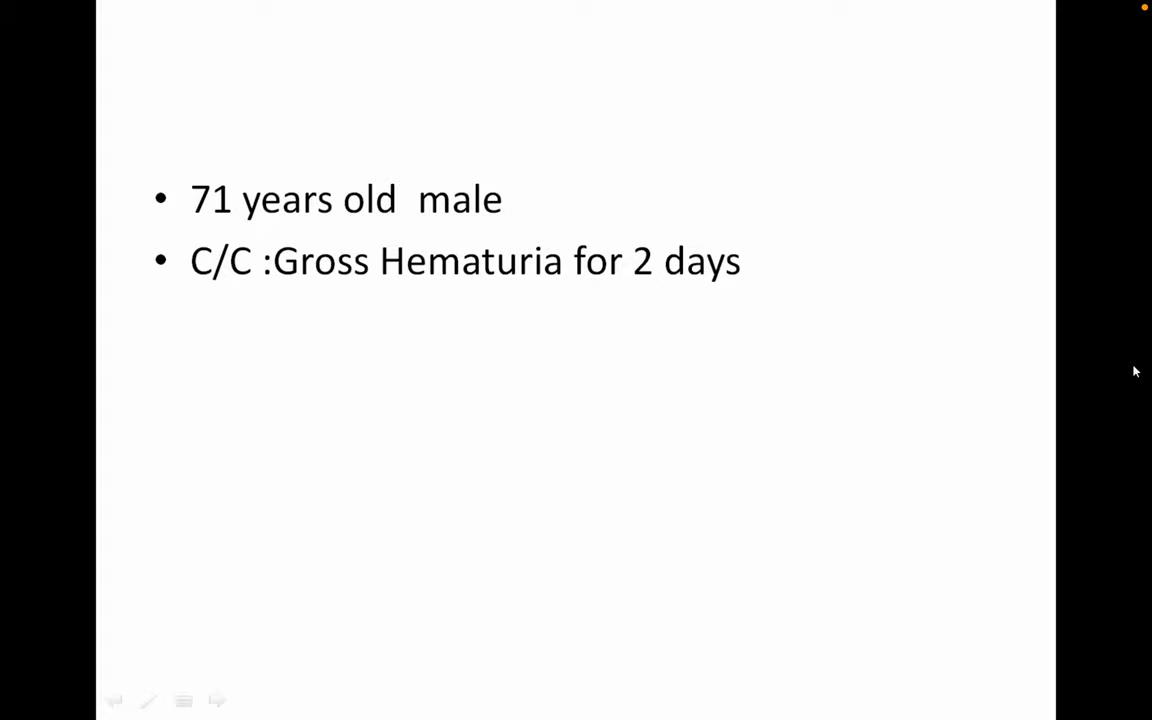 • 71 years old  male
• C/C :Gross Hematuria for 2 days